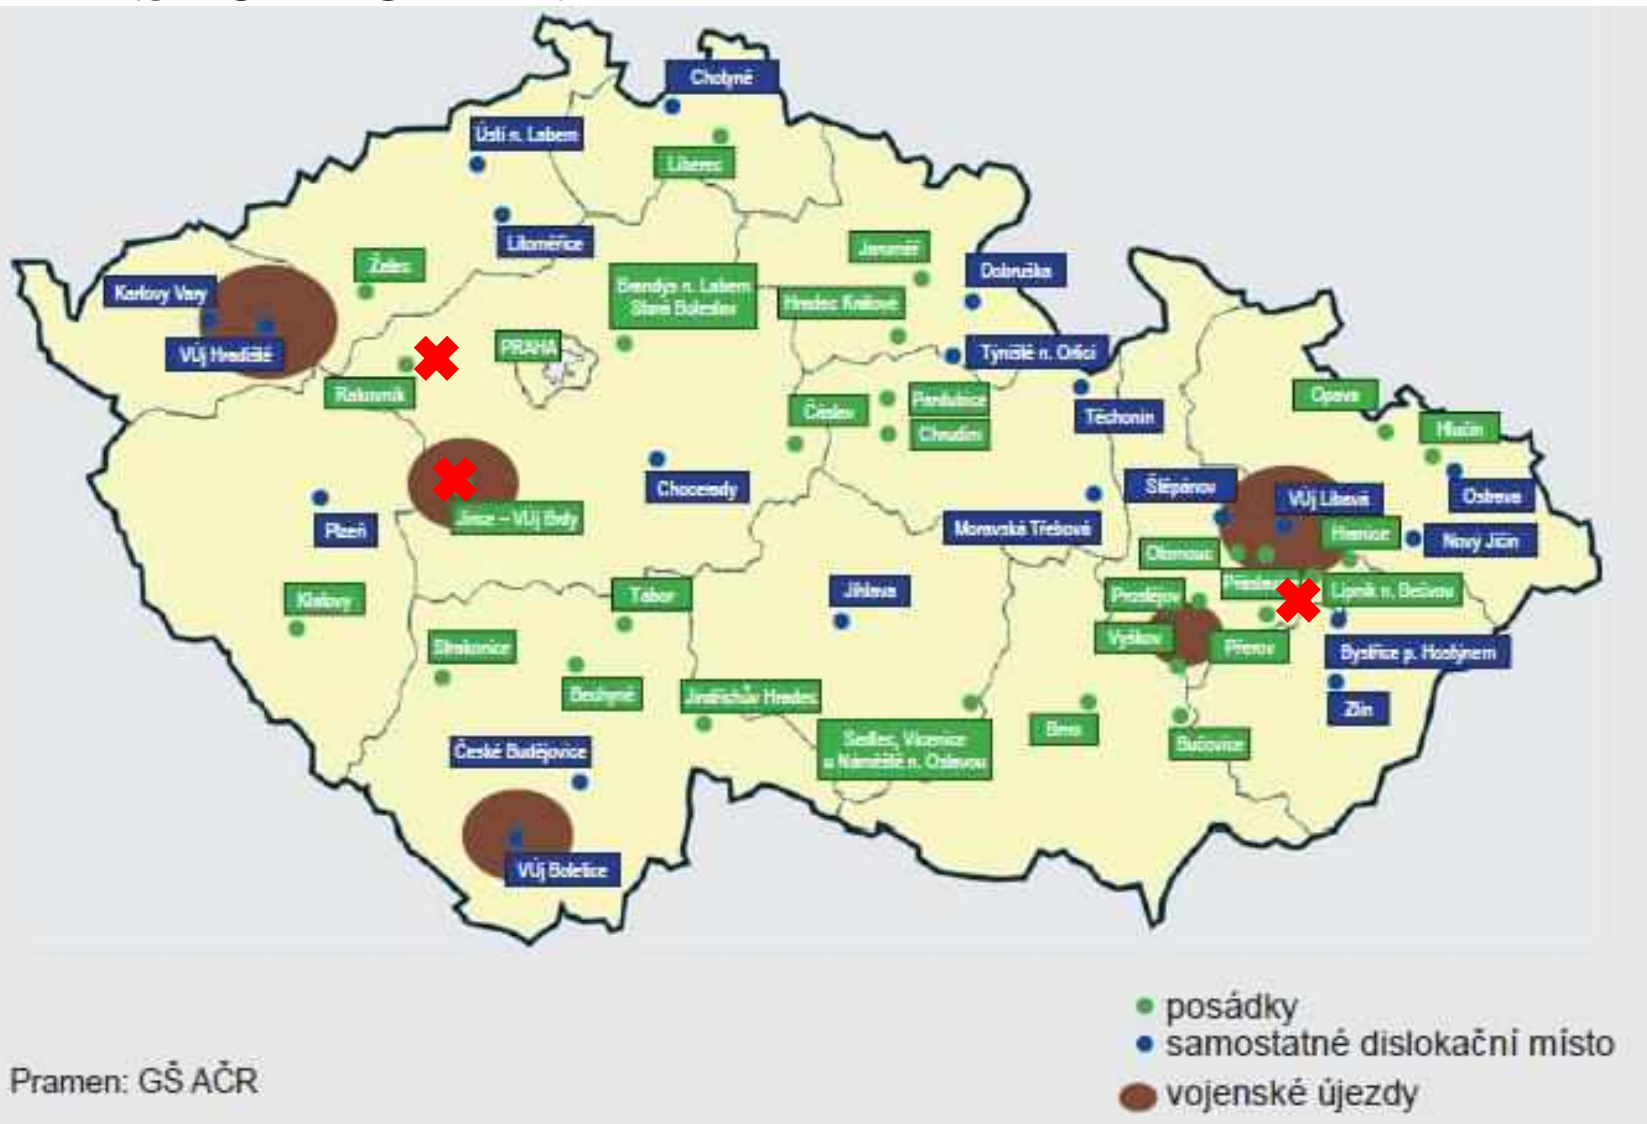 Chotyně
Ústí n. Labem
Liberec
Litoměřice
Žatec
Jaroměř
Dobruška
Karlovy Vary
Brandýs n. Labem
Stará Boleslav
Hradec Králové
VÚj Hradiště
PRAHA
Týniště n. Orlicí
Rakovník
Čáslav
Pardubice
Chrudim
Těchonín
Opava
Hlučín
Plzeň
Jince – VÚj Brdy
Chocerady
Moravská Třebová
Štěpánov
VÚj Libavá
Ostrava
Hranice
Nový Jičín
Olomouc
Klatovy
Tábor
Jihlava
Prostějov
Lipník n. Bečvou
Vyškov
Přerov
Bystřice p. Hostýnem
Strakonice
Bechyně
Jindřichův Hradec
Zlín
České Budějovice
Sedlec, Vícenice
u Náměště n. Oslavou
Brno
Bučovice
VÚj Boletice
posádky
samostatné dislokační místo
vojenské újezdy
Pramen: GŠ AČR